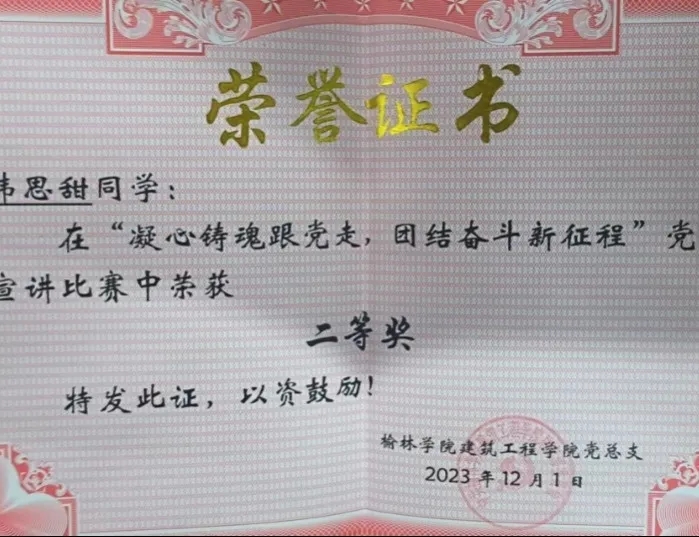 荣誉证书
韦思甜同学：
在“凝心铸魂跟党走，团结奋斗新征程”党
宣讲比赛中荣获
二等奖
特发此证，以资鼓励！
榆林学院建筑工程学院党总支
2023年12月1日